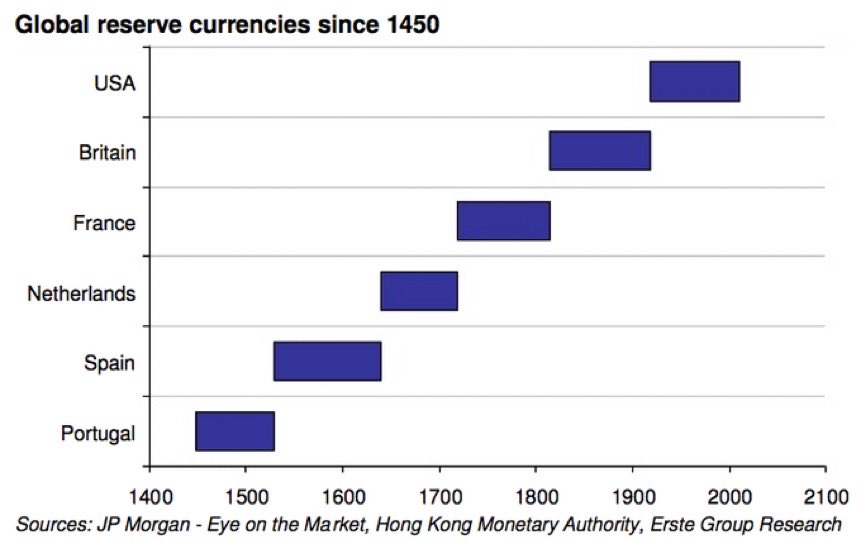 Global reserve currencies since 1450
USA
Britain
France
Netherlands
Spain
Portugal
1400 1500 1600 1700 1800 1900 2000 2100
Sources: JP Morgan - Eye on the Market, Hong Kong Monetary Authority, Erste Group Research